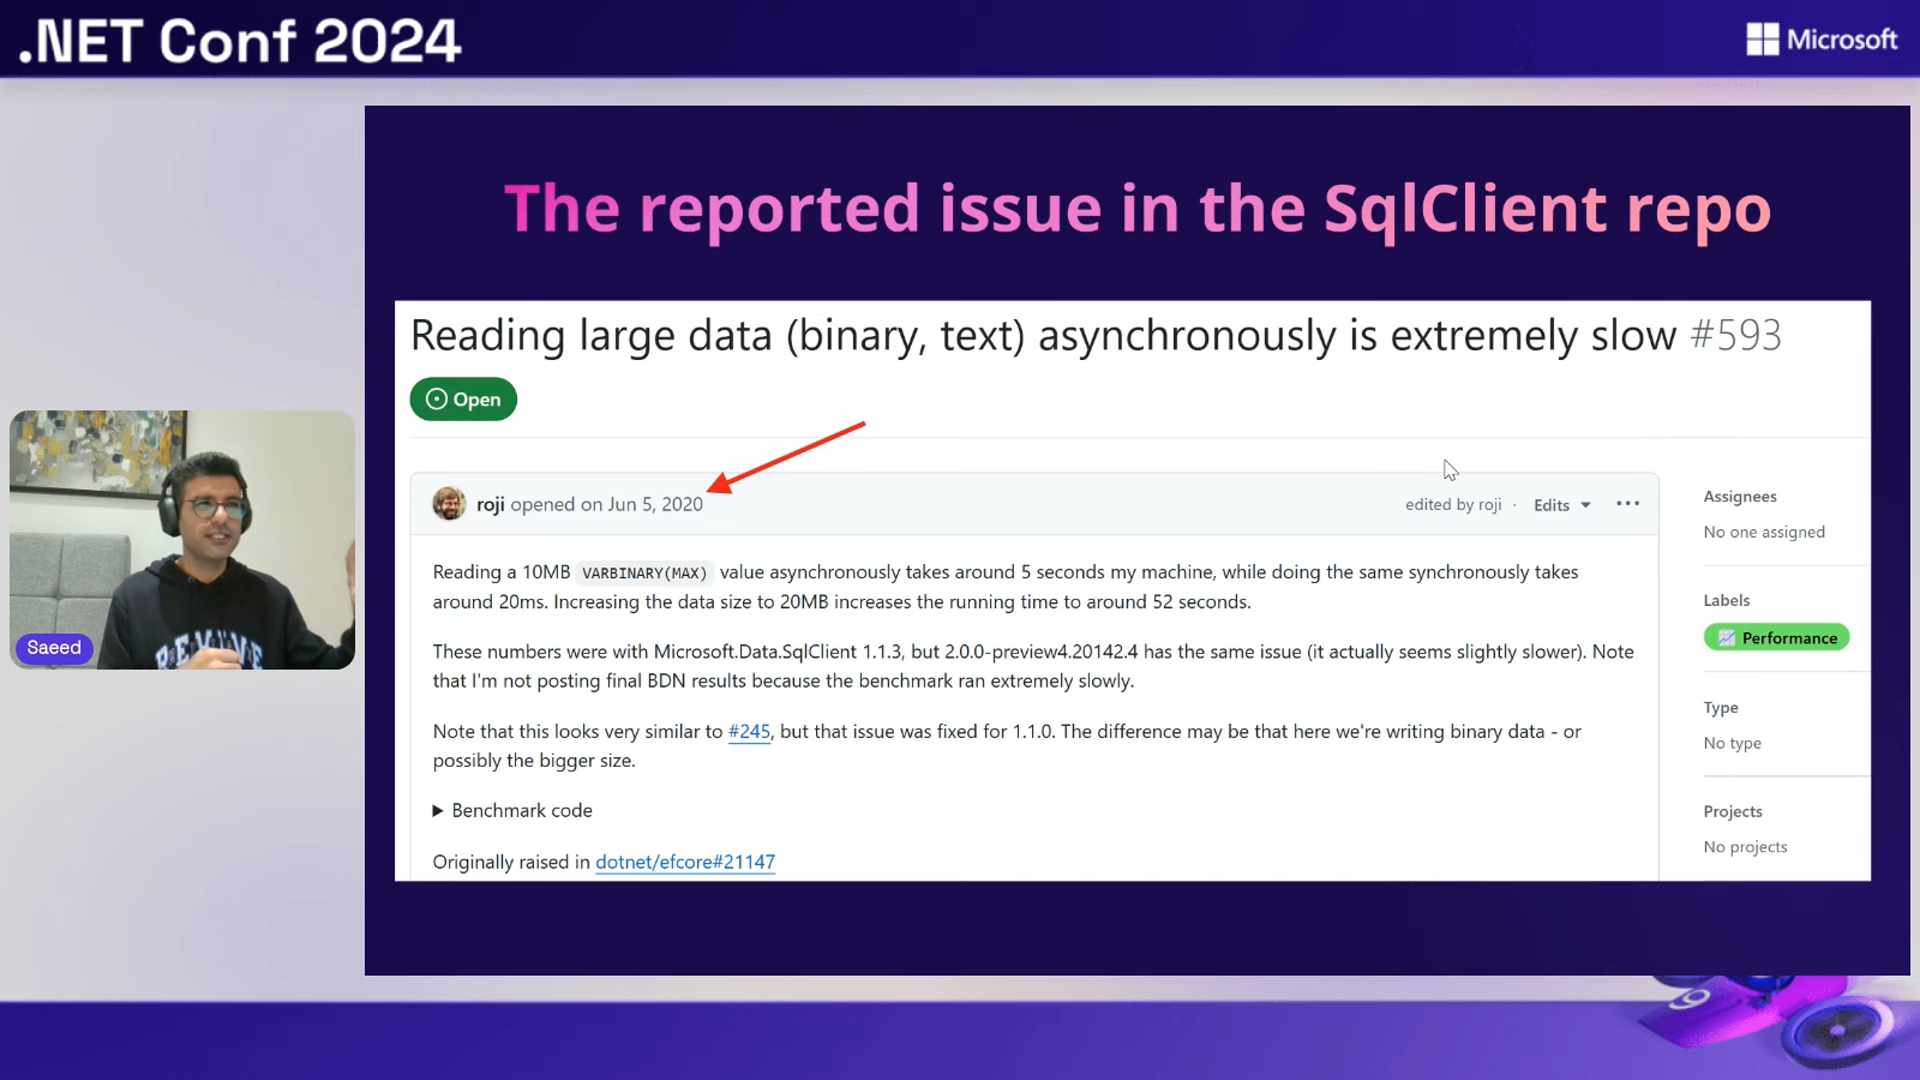 .NET Conf 2024
Microsoft
The reported issue in the SqlClient repo
Reading large data (binary, text) asynchronously is extremely slow #593
Open
roji opened on Jun 5, 2020
edited by roji · Edits
Reading a 10MB VARBINARY(MAX) value asynchronously takes around 5 seconds my machine, while doing the same synchronously takes
around 20ms. Increasing the data size to 20MB increases the running time to around 52 seconds.
These numbers were with Microsoft.Data.SqlClient 1.1.3, but 2.0.0-preview4.20142.4 has the same issue (it actually seems slightly slower). Note
that I'm not posting final BDN results because the benchmark ran extremely slowly.
Note that this looks very similar to #245, but that issue was fixed for 1.1.0. The difference may be that here we're writing binary data - or
possibly the bigger size.
Benchmark code
Originally raised in dotnet/efcore#21147
Assignees
No one assigned
Labels
Performance
Type
No type
Projects
No projects
Saeed
9